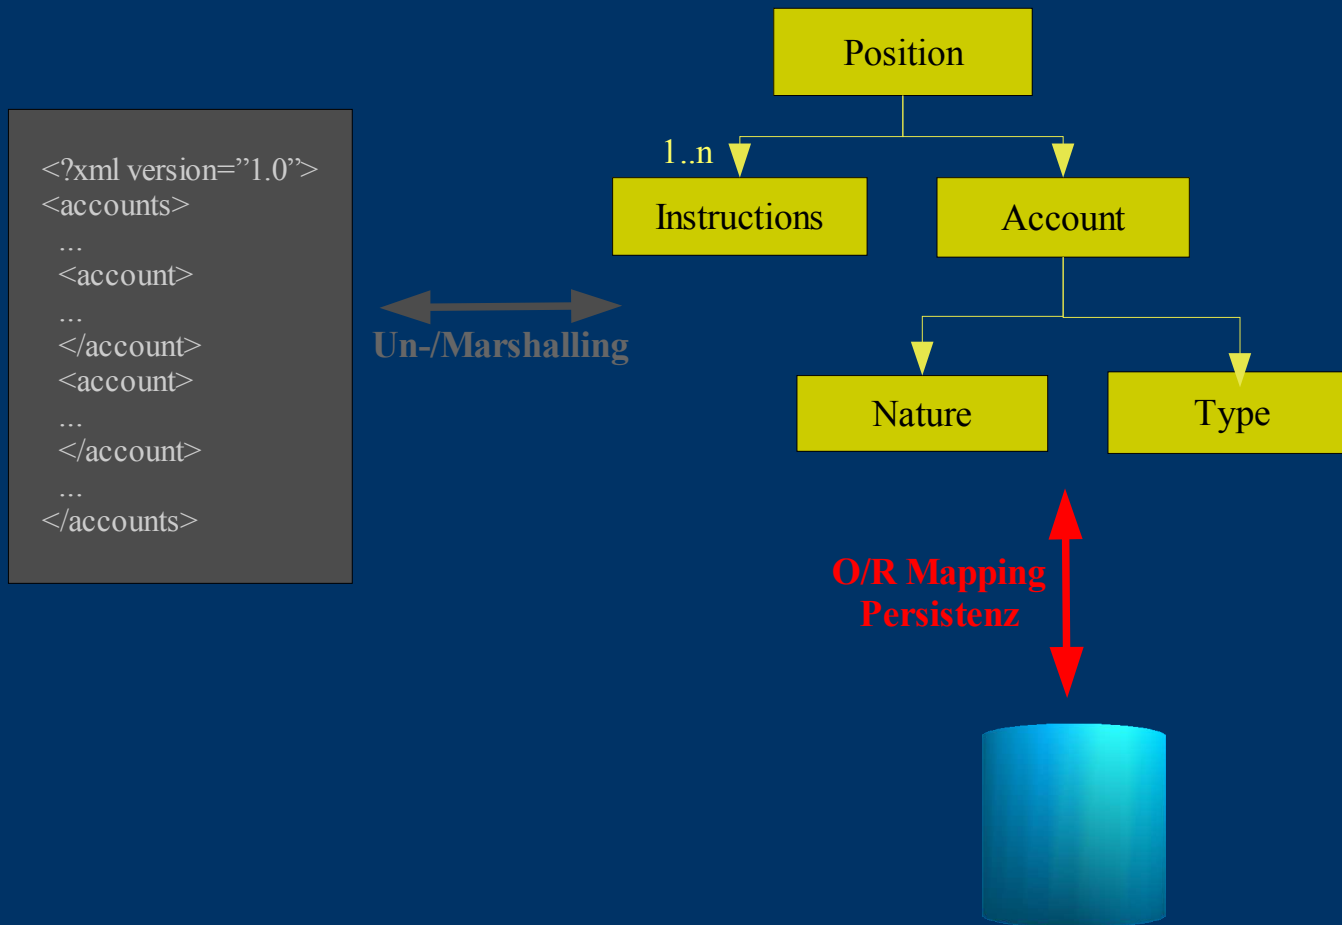 <?xml version=”1.0”>
<accounts>
...
<account>
...
</account>
<account>
...
</account>
...
</accounts>
Un-/Marshalling
Position
1..n
Instructions
Account
Nature
Type
O/R Mapping
Persistenz